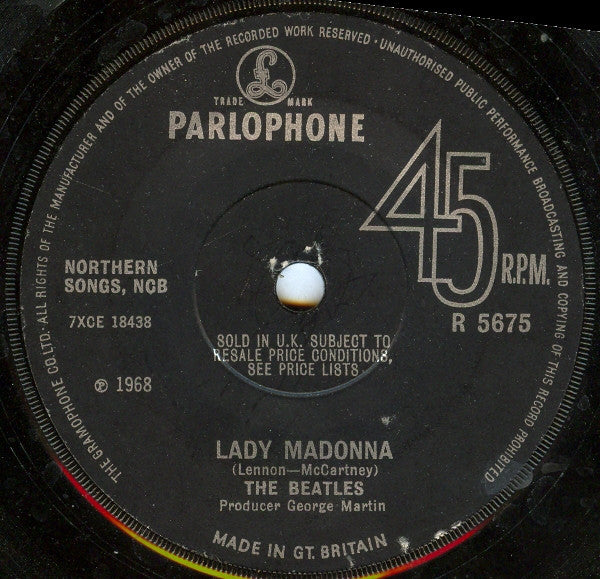 THE GRAMOPHONE CO. LTD. · ALL RIGHTS OF THE MANUFACTURER AND OF THE OWNER OF THE RECORDED WORK RESERVED · UNAUTHORISED PUBLIC PERFORMANCE BROADCASTING AND COPYING OF THIS RECORD PROHIBITED
£
TRADE MARK
PARLOPHONE
45
R.P.M.
R 5675
NORTHERN
SONGS, NCB
7XCE 18438
℗ 1968
SOLD IN U.K. SUBJECT TO
RESALE PRICE CONDITIONS,
SEE PRICE LISTS
LADY MADONNA
(Lennon—McCartney)
THE BEATLES
Producer George Martin
MADE IN GT. BRITAIN